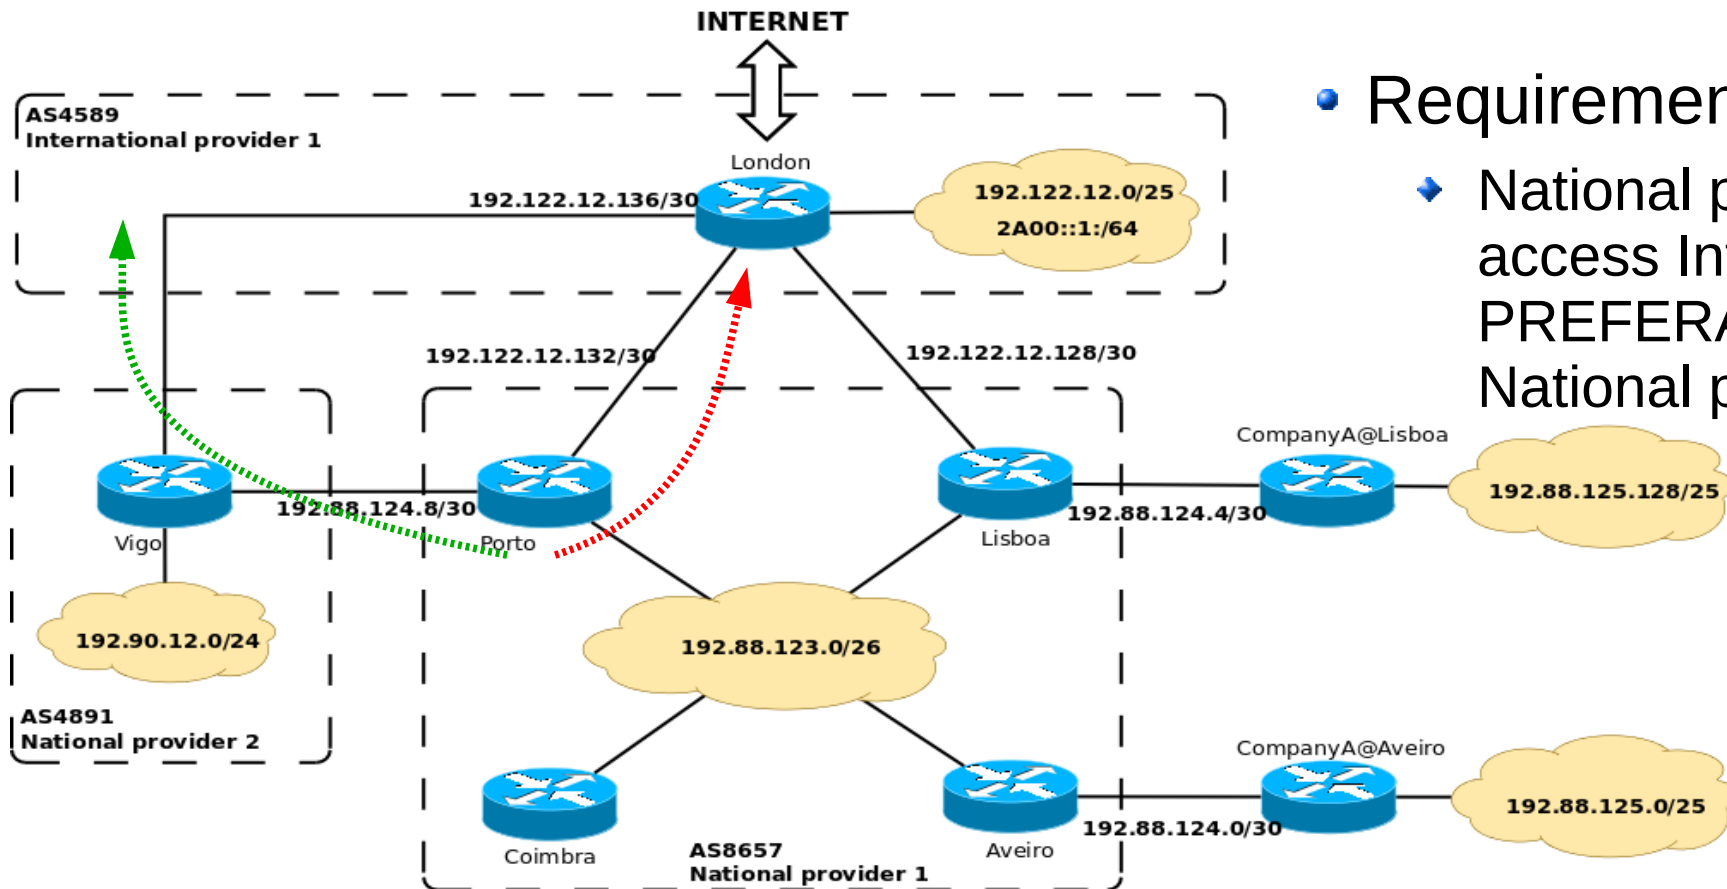 INTERNET
AS4589
International provider 1
London
192.122.12.136/30
192.122.12.0/25
2A00::1:/64
192.122.12.132/30
192.122.12.128/30
192.88.124.8/30
Vigo
Porto
Lisboa
192.88.124.4/30
CompanyA@Lisboa
192.88.125.128/25
192.90.12.0/24
192.88.123.0/26
AS4891
National provider 2
Coimbra
AS8657
National provider 1
Aveiro
192.88.124.0/30
CompanyA@Aveiro
192.88.125.0/25
Requiremen
National p
access Int
PREFERA
National p